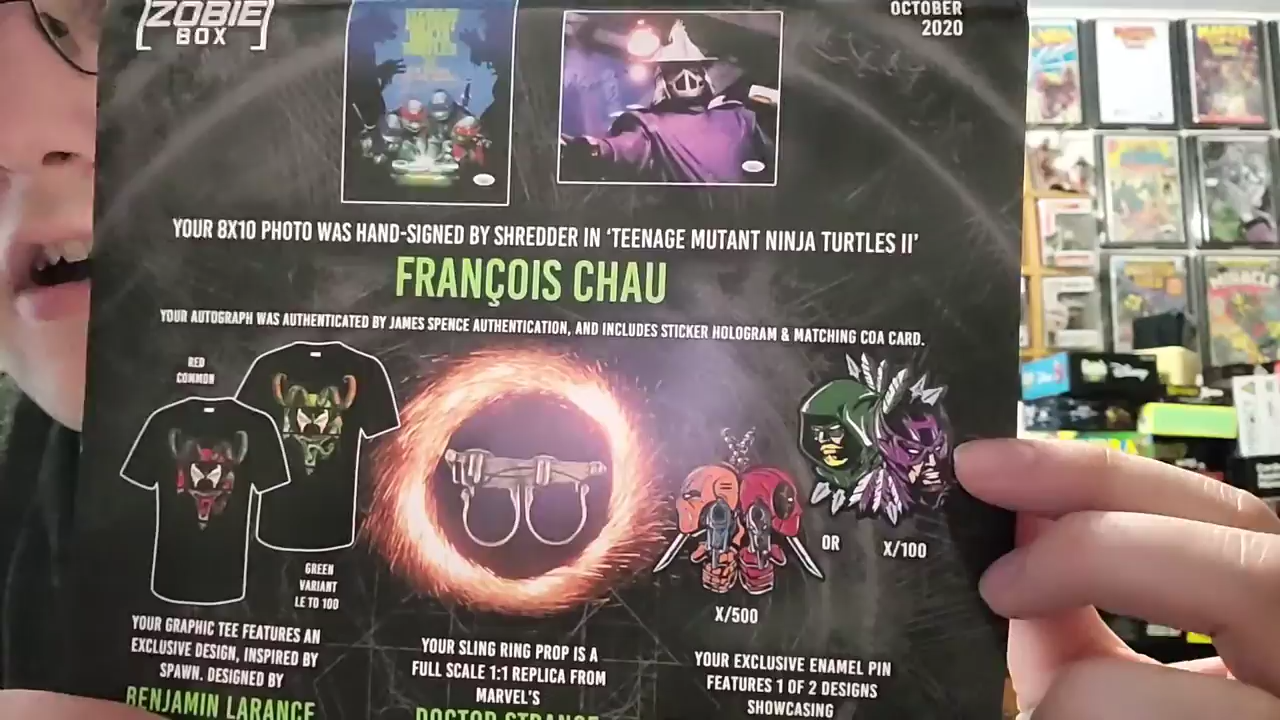 ZOBIE
BOX
OCTOBER
2020
YOUR 8X10 PHOTO WAS HAND-SIGNED BY SHREDDER IN ‘TEENAGE MUTANT NINJA TURTLES II’
FRANÇOIS CHAU
YOUR AUTOGRAPH WAS AUTHENTICATED BY JAMES SPENCE AUTHENTICATION, AND INCLUDES STICKER HOLOGRAM & MATCHING COA CARD.
RED
COMMON
GREEN
VARIANT
LE TO 100
OR
X/100
X/500
YOUR GRAPHIC TEE FEATURES AN
EXCLUSIVE DESIGN, INSPIRED BY
SPAWN. DESIGNED BY
BENJAMIN LARANCE
YOUR SLING RING PROP IS A
FULL SCALE 1:1 REPLICA FROM
MARVEL'S
DOCTOR STRANGE
YOUR EXCLUSIVE ENAMEL PIN
FEATURES 1 OF 2 DESIGNS
SHOWCASING
MARVEL
Disney